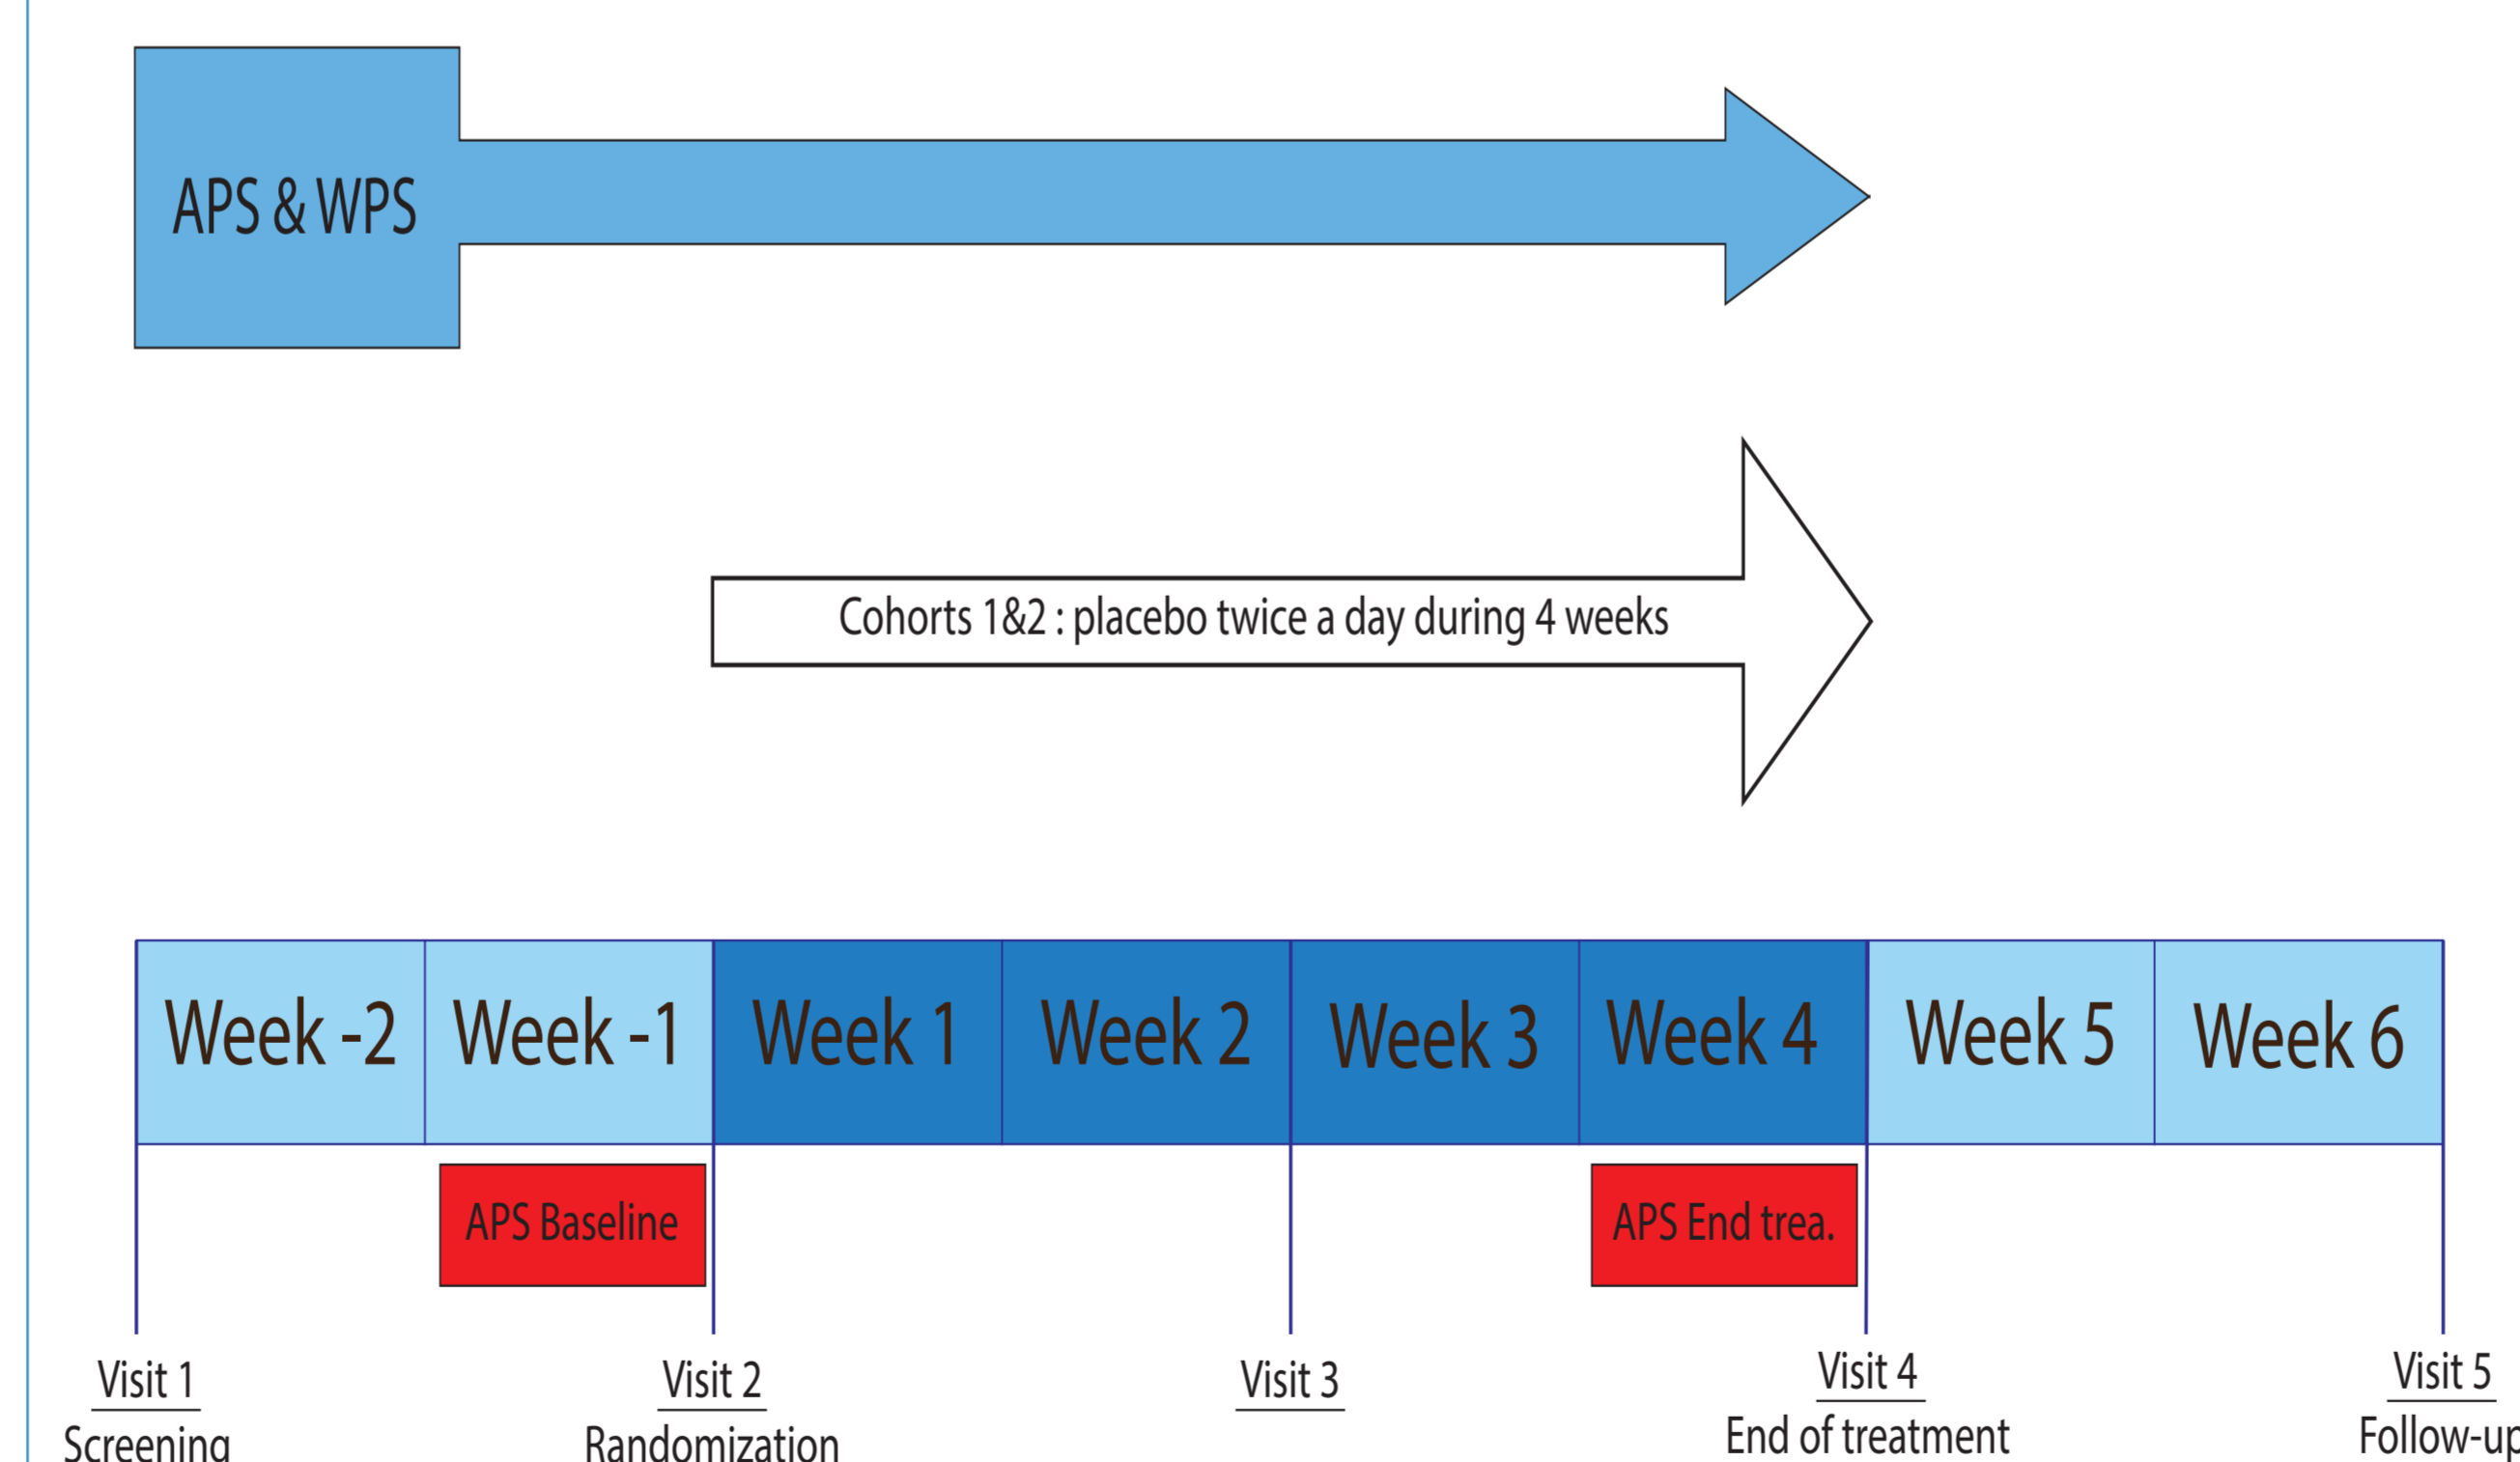 APS & WPS
Cohorts 1&2 : placebo twice a day during 4 weeks
Week -2
Week -1
Week 1
Week 2
Week 3
Week 4
Week 5
Week 6
APS Baseline
APS End trea.
Visit 1
Screening
Visit 2
Randomization
Visit 3
Visit 4
End of treatment
Visit 5
Follow-up